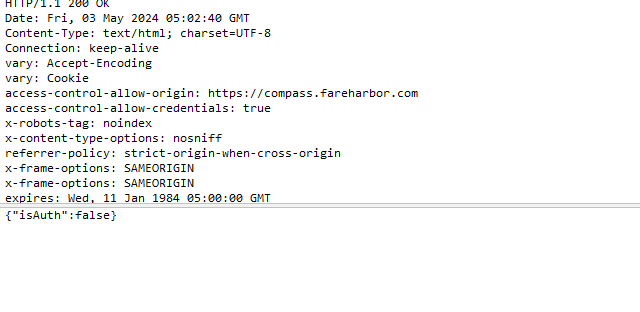 HTTP/1.1 200 OK
Date: Fri, 03 May 2024 05:02:40 GMT
Content-Type: text/html; charset=UTF-8
Connection: keep-alive
vary: Accept-Encoding
vary: Cookie
access-control-allow-origin: https://compass.fareharbor.com
access-control-allow-credentials: true
x-robots-tag: noindex
x-content-type-options: nosniff
referrer-policy: strict-origin-when-cross-origin
x-frame-options: SAMEORIGIN
x-frame-options: SAMEORIGIN
expires: Wed, 11 Jan 1984 05:00:00 GMT
{"isAuth":false}